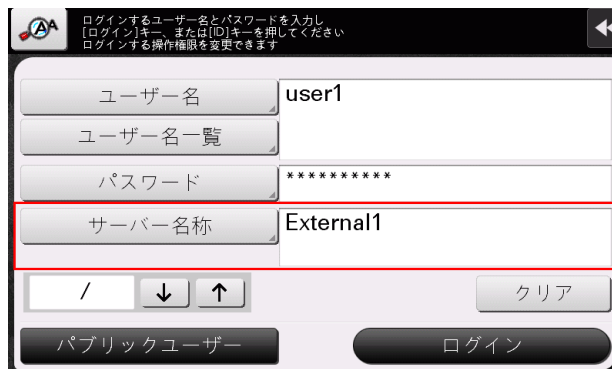 ログインするユーザー名とパスワードを入力し
[ログイン]キー、または[ID]キーを押してください
ログインする操作権限を変更できます
ユーザー名
user1
ユーザー名一覧
パスワード
**********
サーバー名称
External1
/
↓
↑
クリア
パブリックユーザー
ログイン